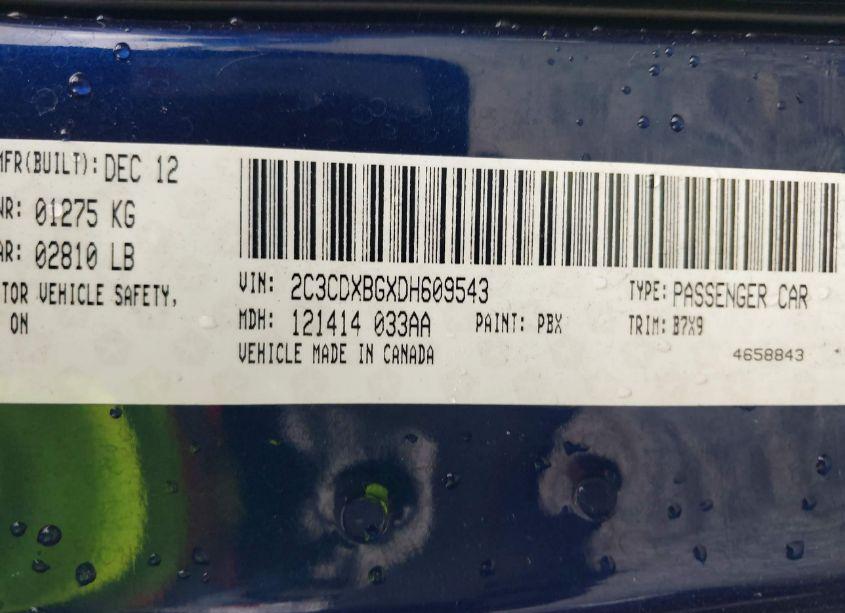 MFR(BUILT): DEC 12
WR: 01275 KG
AR: 02810 LB
TOR VEHICLE SAFETY,
ON
VIN: 2C3CDXBGXDH609543
TYPE: PASSENGER CAR
MDH: 121414 033AA
PAINT: PBX
TRIM: B7X9
VEHICLE MADE IN CANADA
4658843